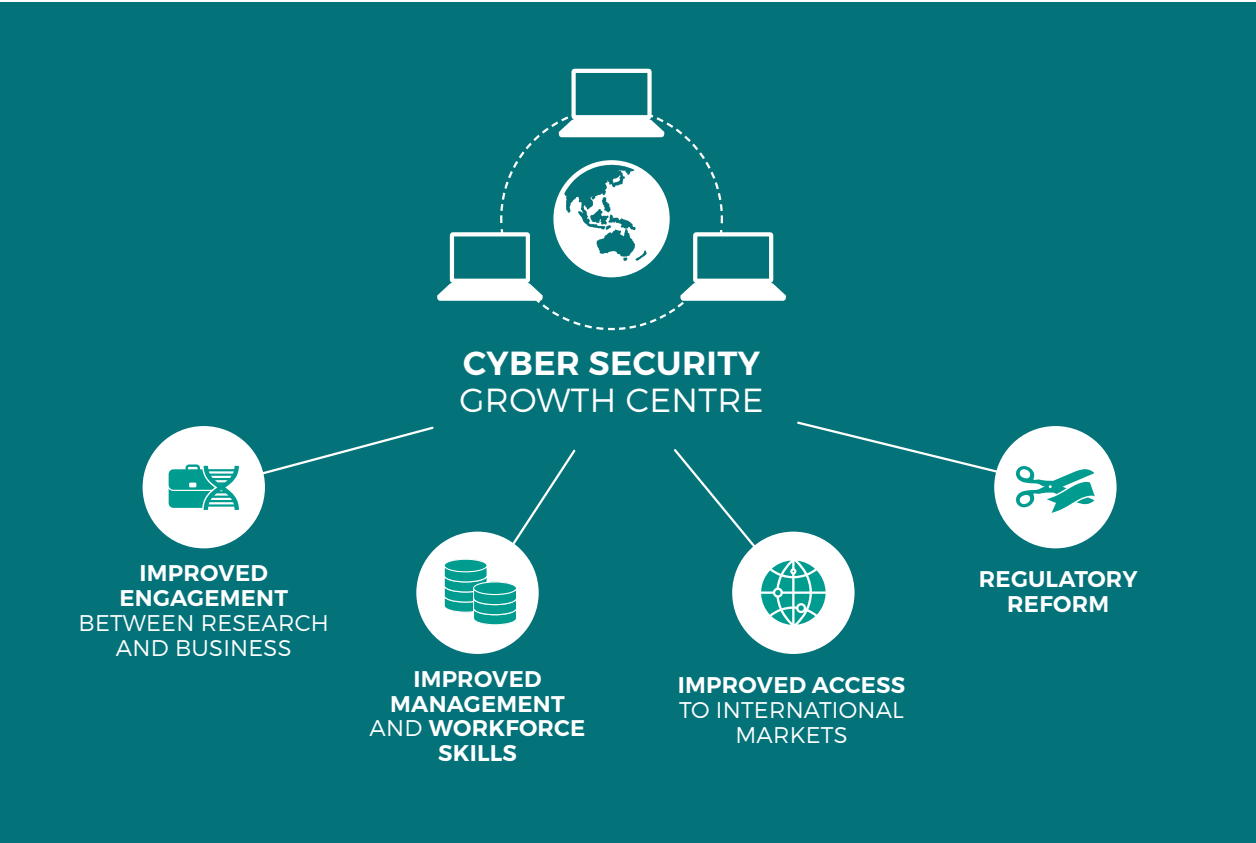 CYBER SECURITY
GROWTH CENTRE
IMPROVED
ENGAGEMENT
BETWEEN RESEARCH
AND BUSINESS
IMPROVED
MANAGEMENT
AND WORKFORCE
SKILLS
IMPROVED ACCESS
TO INTERNATIONAL
MARKETS
REGULATORY
REFORM